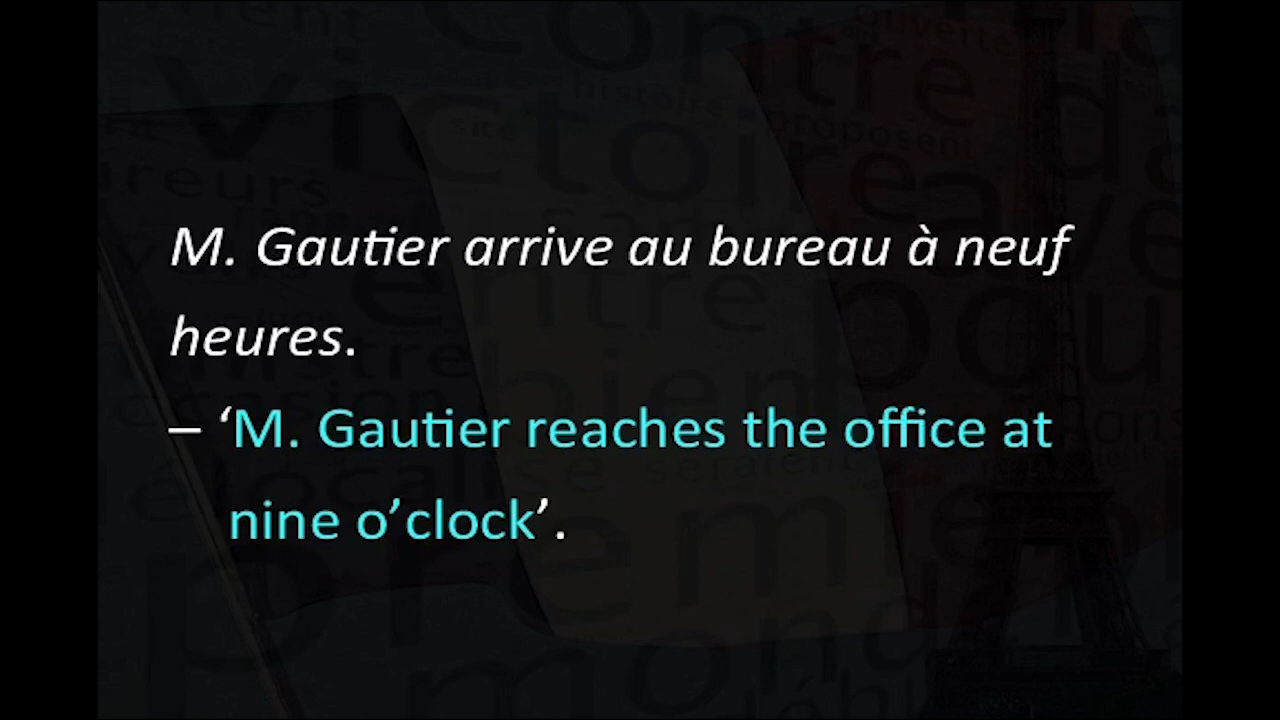 M. Gautier arrive au bureau à neuf
heures.
– ‘M. Gautier reaches the office at
nine o’clock’.